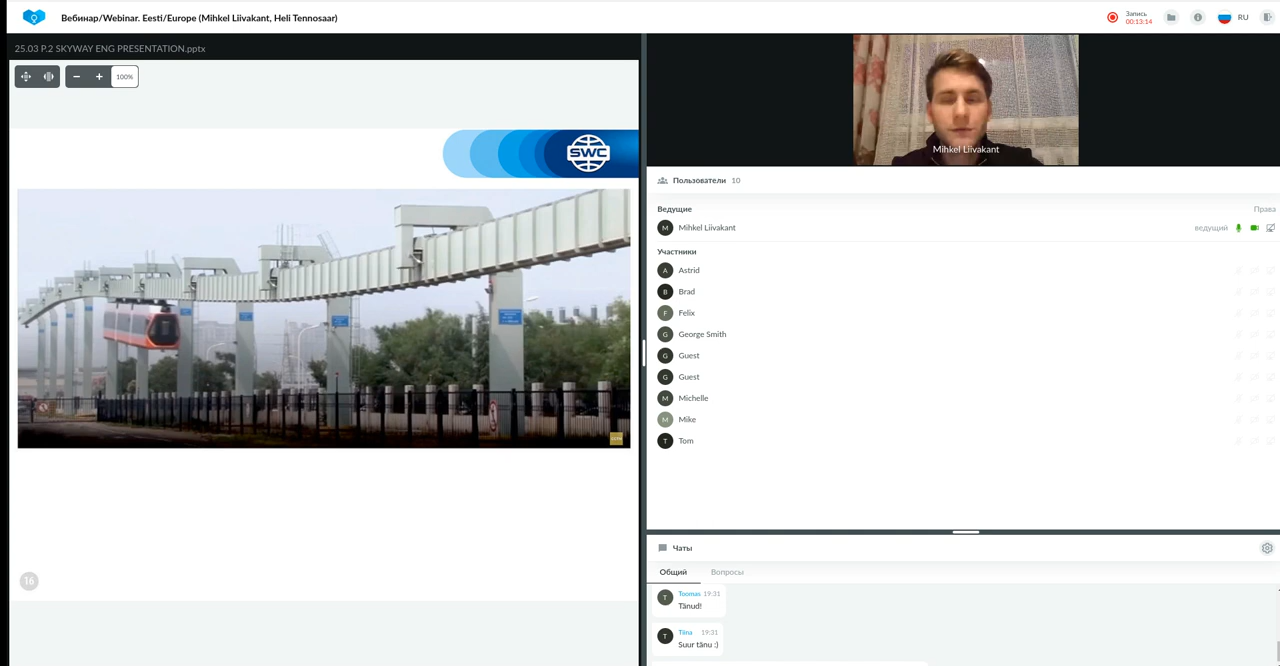 Вебинар/Webinar. Eesti/Europe (Mihkel Liivakant, Heli Tennosaar)
Запись
00:13:14
RU
25.03 P.2 SKYWAY ENG PRESENTATION.pptx
100%
SWC
16
Mihkel Liivakant
Пользователи 10
Ведущие Права
M Mihkel Liivakant ведущий
Участники
A Astrid
B Brad
F Felix
G George Smith
G Guest
G Guest
M Michelle
M Mike
T Tom
Чаты
Общий Вопросы
T Toomas 19:31
Tänud!
T Tiina 19:31
Suur tänu :)